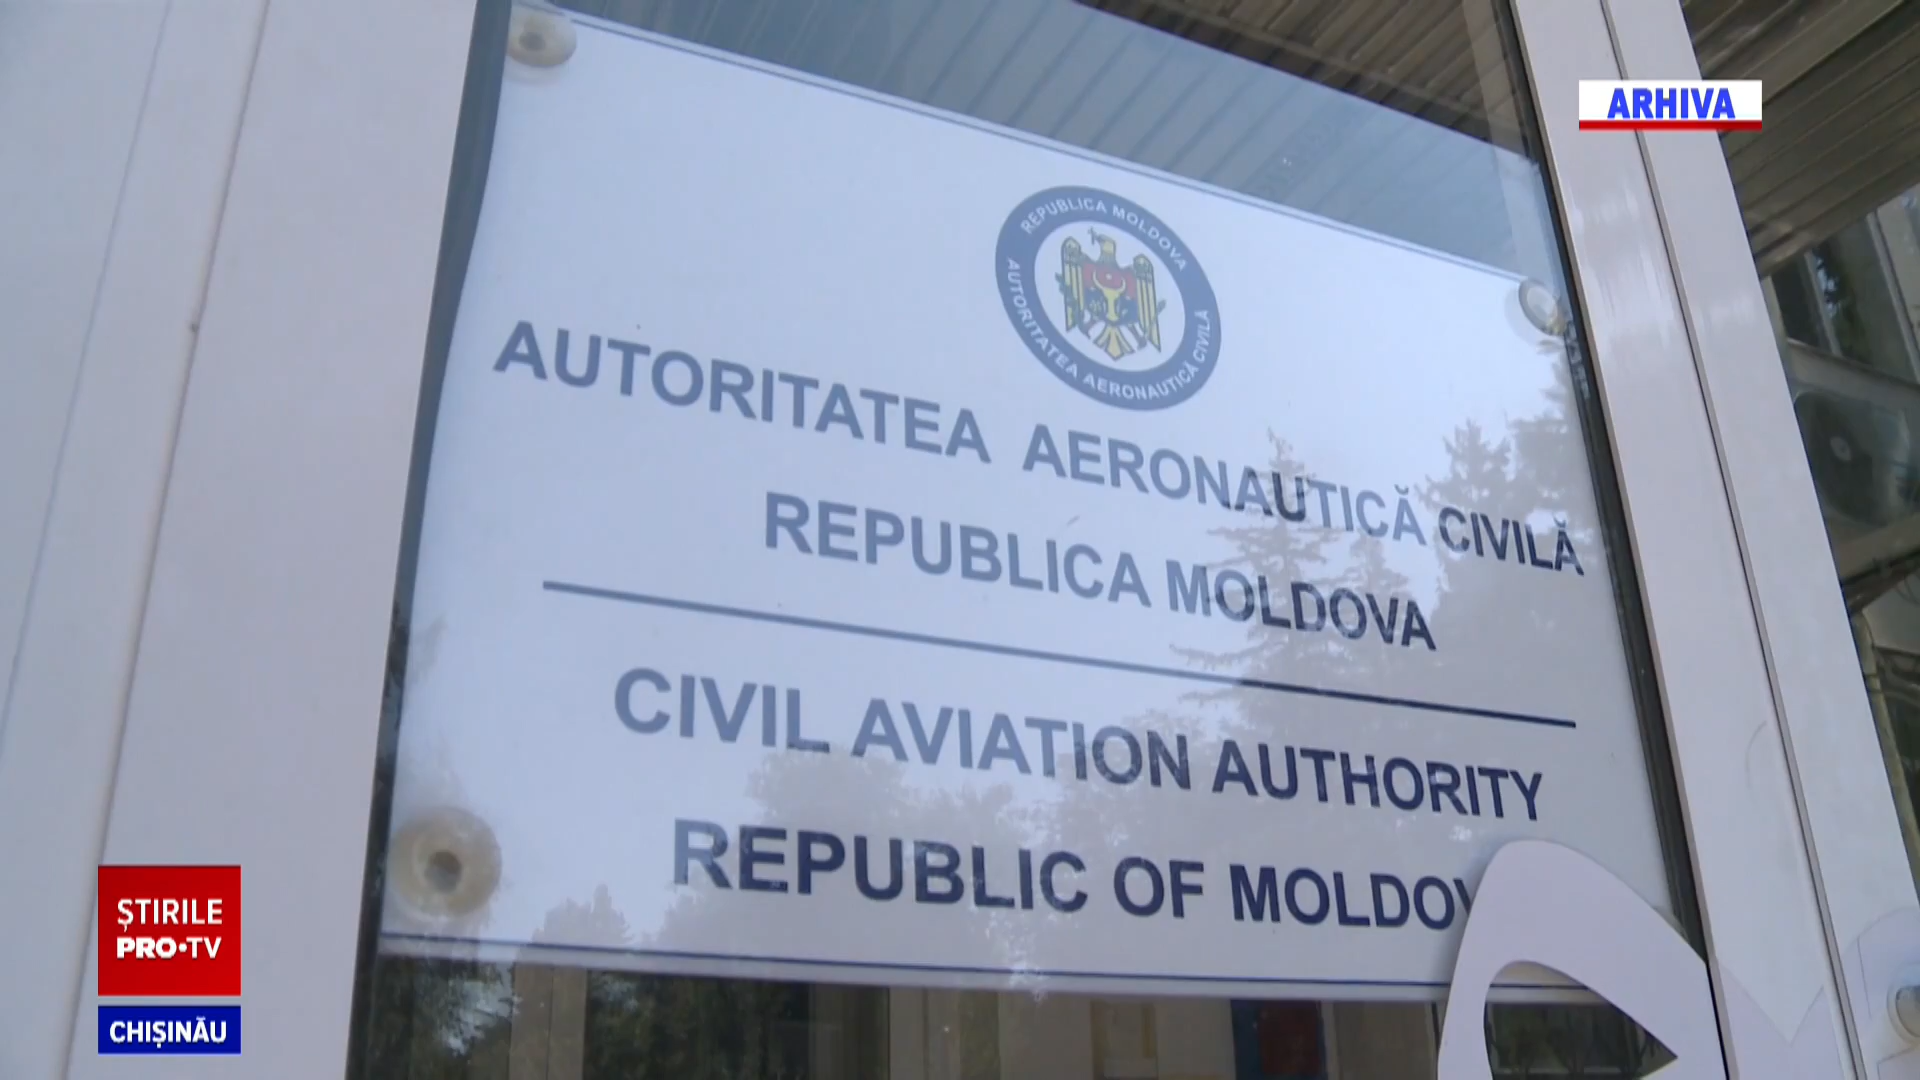 ARHIVA
REPUBLICA MOLDOVA
AUTORITATEA AERONAUTICĂ CIVILĂ
AUTORITATEA AERONAUTICĂ CIVILĂ
REPUBLICA MOLDOVA
CIVIL AVIATION AUTHORITY
REPUBLIC OF MOLDOV
ȘTIRILE
PRO•TV
CHIȘINĂU